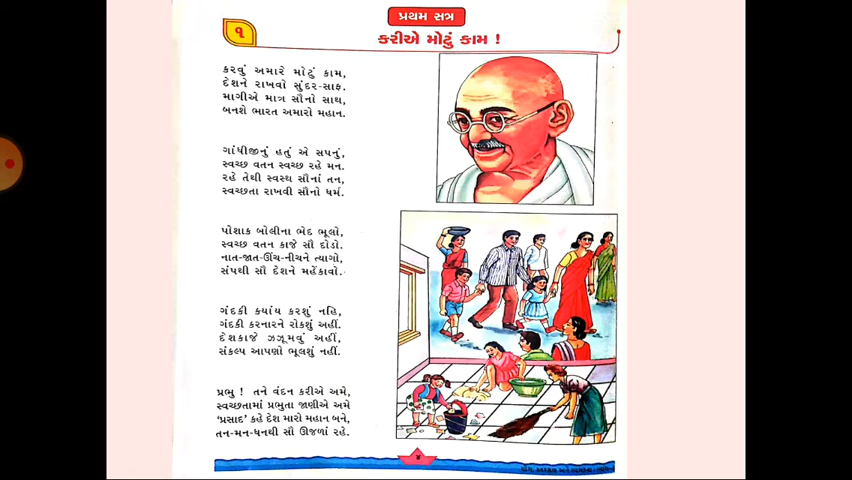 પ્રથમ સત્ર
૧
કરીએ મોટું કામ !
કરવું અમારે મોટું કામ,
દેશને રાખવો સુંદર-સાફ.
માગીએ માત્ર સૌનો સાથ,
બનશે ભારત અમારો મહાન.
ગાંધીજીનું હતું એ સપનું,
સ્વચ્છ વતન સ્વચ્છ રહે મન.
રહે તેથી સ્વસ્થ સૌનાં તન,
સ્વચ્છતા રાખવી સૌનો ધર્મ.
પોશાક બોલીના ભેદ ભૂલો,
સ્વચ્છ વતન કાજે સૌ દોડો.
નાત-જાત-ઊંચ-નીચને ત્યાગો,
સંપથી સૌ દેશને મહેંકાવો.
ગંદકી ક્યાંય કરશું નહિ,
ગંદકી કરનારને રોકશું અહીં.
દેશકાજે ઝઝૂમવું અહીં,
સંકલ્પ આપણો ભૂલશું નહીં.
પ્રભુ ! તને વંદન કરીએ અમે,
સ્વચ્છતામાં પ્રભુતા જાણીએ અમે
'પ્રસાદ' કહે દેશ મારો મહાન બને,
તન-મન-ધનથી સૌ ઊજળાં રહે.
૪